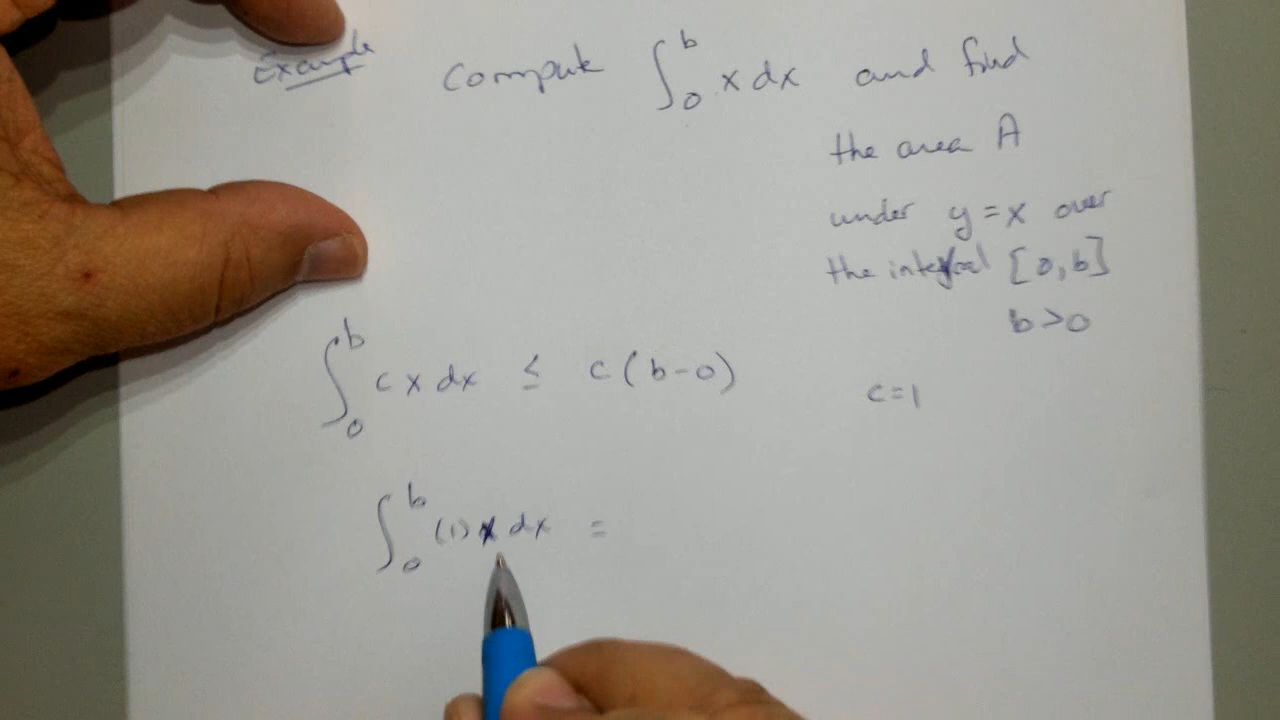 Example Compute ∫₀ᵇ x dx and find
the area A
under y = x over
the interval [0, b]
b > 0
∫₀ᵇ c x dx ≤ c(b-0) c=1
∫₀ᵇ (1) x dx =